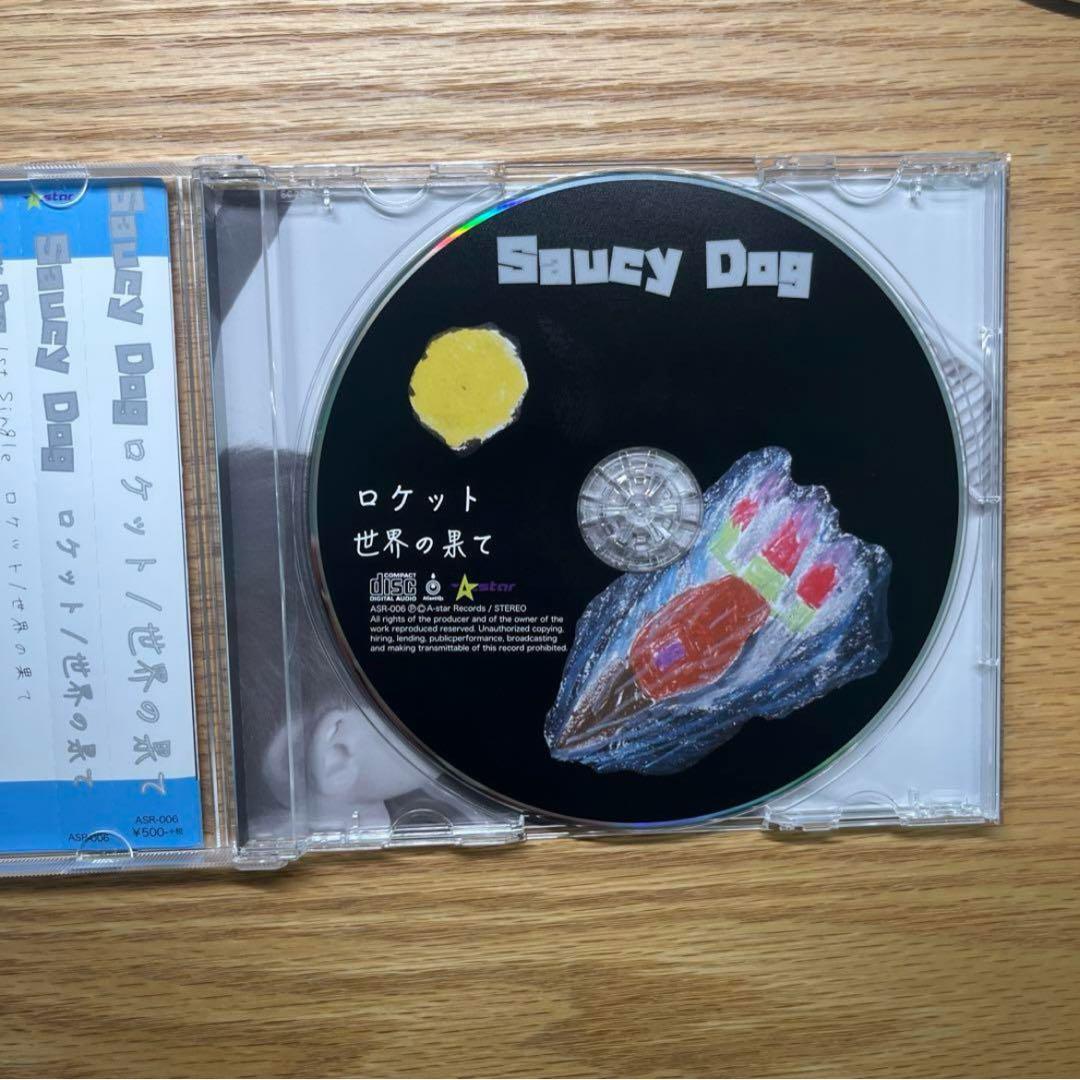 star
Saucy Dog ロケット/世界の果て
Saucy Dog ロケット/世界の果て
1st Single ロケット/世界の果て
ASR-006
¥500-+税
ASR-006
Saucy Dog
ロケット
世界の果て
COMPACT
disc
DIGITAL AUDIO
Atlantis
A-star
ASR-006 ℗©A-star Records / STEREO
All rights of the producer and of the owner of the
work reproduced reserved. Unauthorized copying,
hiring, lending, publicperformance, broadcasting
and making transmittable of this record prohibited.